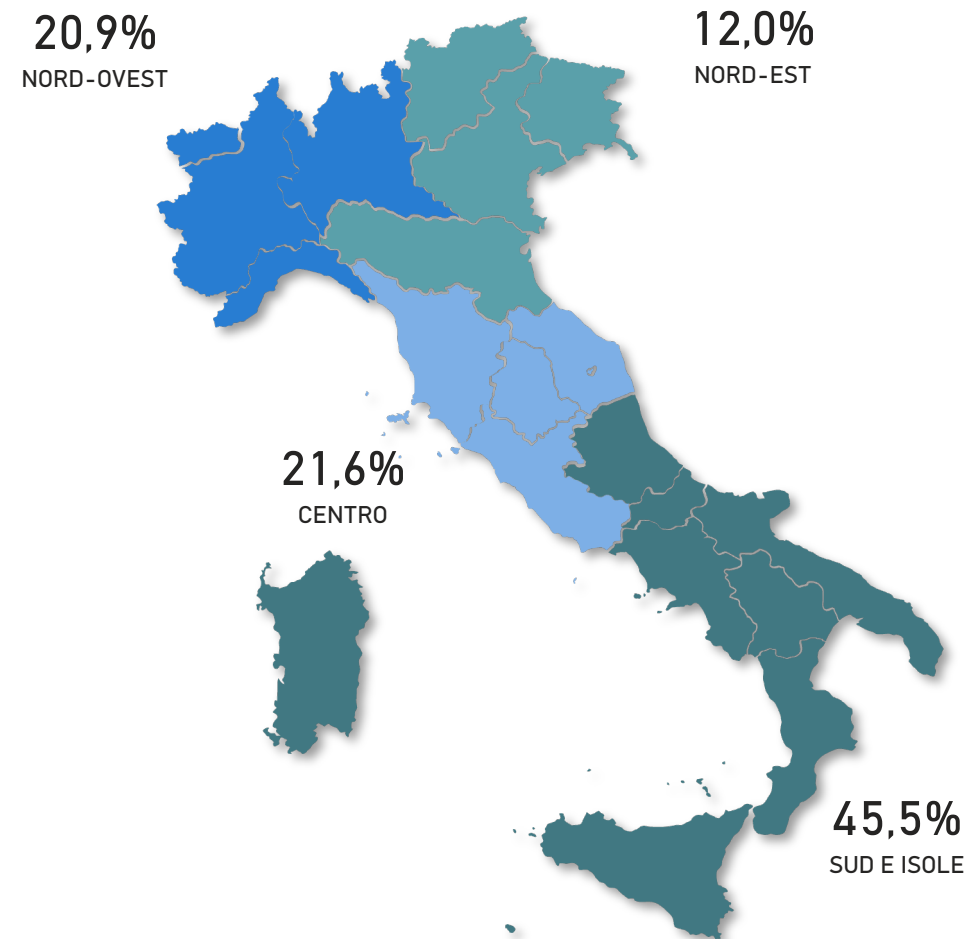 20,9%
NORD-OVEST
12,0%
NORD-EST
21,6%
CENTRO
45,5%
SUD E ISOLE